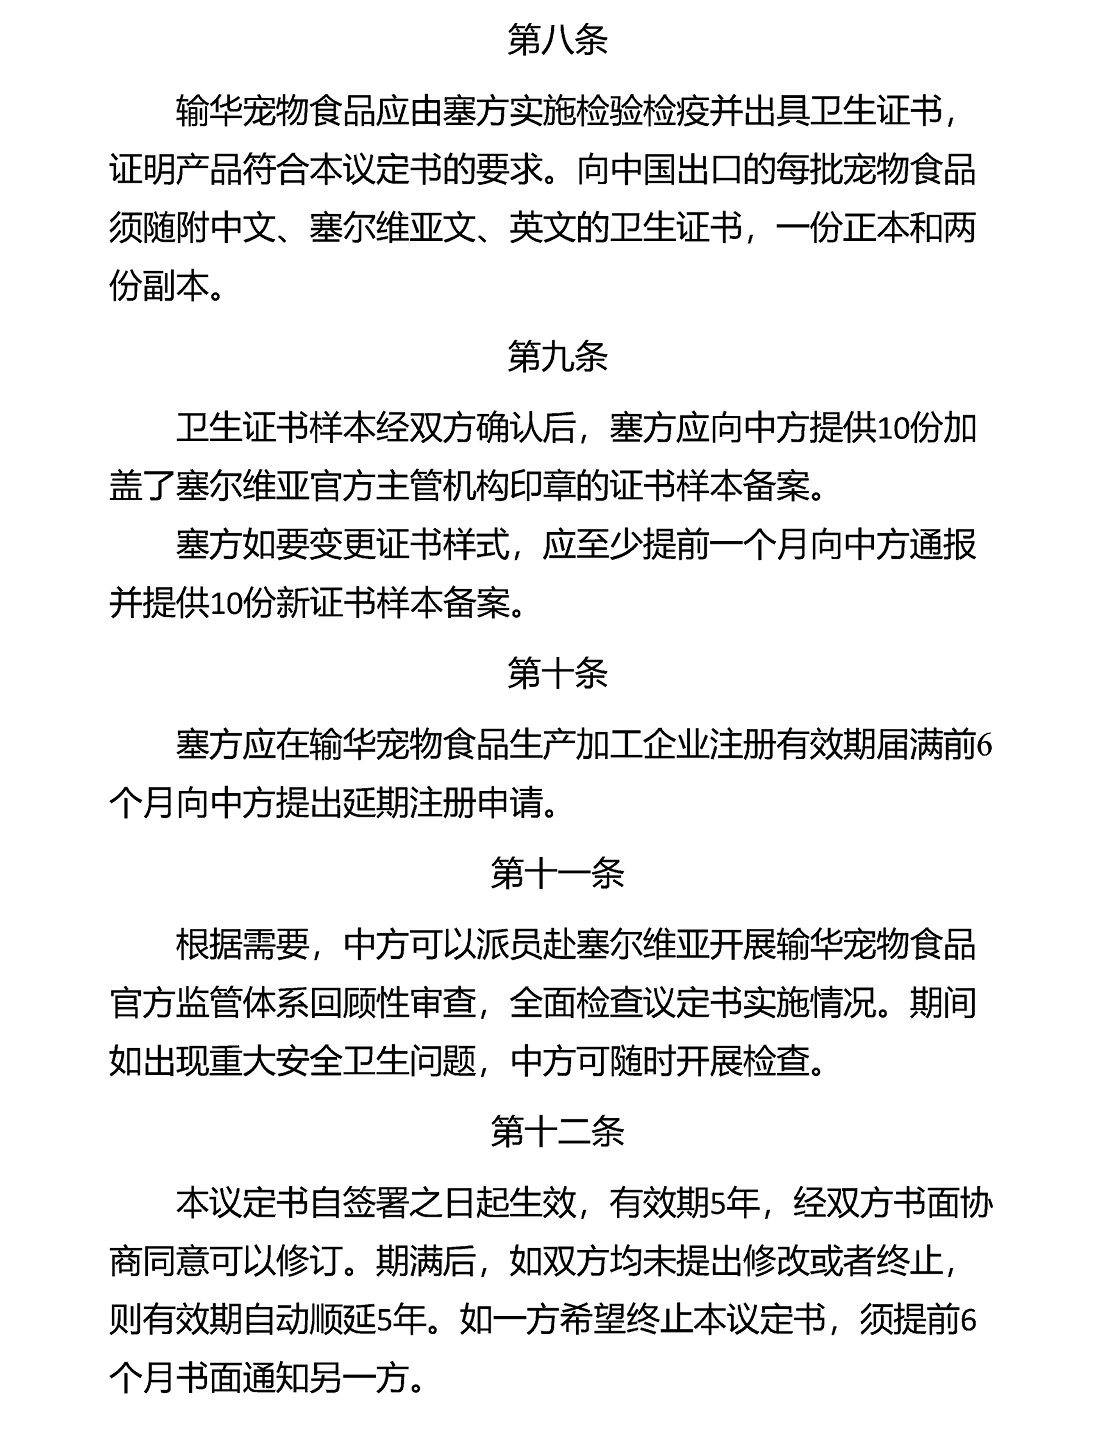 第八条
输华宠物食品应由塞方实施检验检疫并出具卫生证书，
证明产品符合本议定书的要求。向中国出口的每批宠物食品
须随附中文、塞尔维亚文、英文的卫生证书，一份正本和两
份副本。
第九条
卫生证书样本经双方确认后，塞方应向中方提供10份加
盖了塞尔维亚官方主管机构印章的证书样本备案。
塞方如要变更证书样式，应至少提前一个月向中方通报
并提供10份新证书样本备案。
第十条
塞方应在输华宠物食品生产加工企业注册有效期届满前6
个月向中方提出延期注册申请。
第十一条
根据需要，中方可以派员赴塞尔维亚开展输华宠物食品
官方监管体系回顾性审查，全面检查议定书实施情况。期间
如出现重大安全卫生问题，中方可随时开展检查。
第十二条
本议定书自签署之日起生效，有效期5年，经双方书面协
商同意可以修订。期满后，如双方均未提出修改或者终止，
则有效期自动顺延5年。如一方希望终止本议定书，须提前6
个月书面通知另一方。